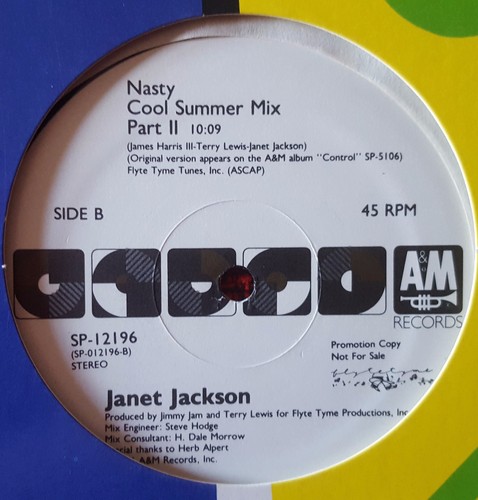 Nasty
Cool Summer Mix
Part II 10:09
(James Harris III-Terry Lewis-Janet Jackson)
(Original version appears on the A&M album "Control" SP-5106)
Flyte Tyme Tunes, Inc. (ASCAP)
SIDE B
45 RPM
A&M
RECORDS
SP-12196
(SP-012196-B)
STEREO
Promotion Copy
Not For Sale
Janet Jackson
Produced by Jimmy Jam and Terry Lewis for Flyte Tyme Productions, Inc
Mix Engineer: Steve Hodge
Mix Consultant: H. Dale Morrow
thanks to Herb Alpert
A&M Records, Inc.